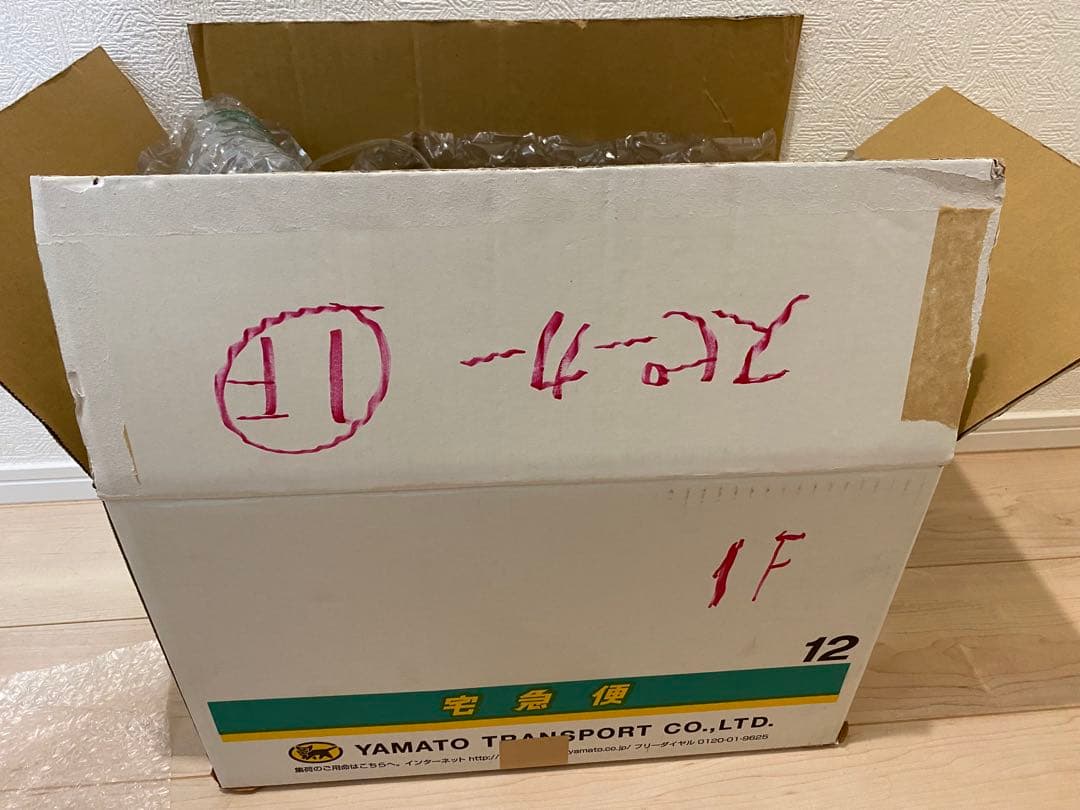 スピーカー 1F
1F
12
宅急便
YAMATO TRANSPORT CO.,LTD.
集荷のご用命はこちらへ。インターネット http:// yamato.co.jp/ フリーダイヤル 0120-01-9625